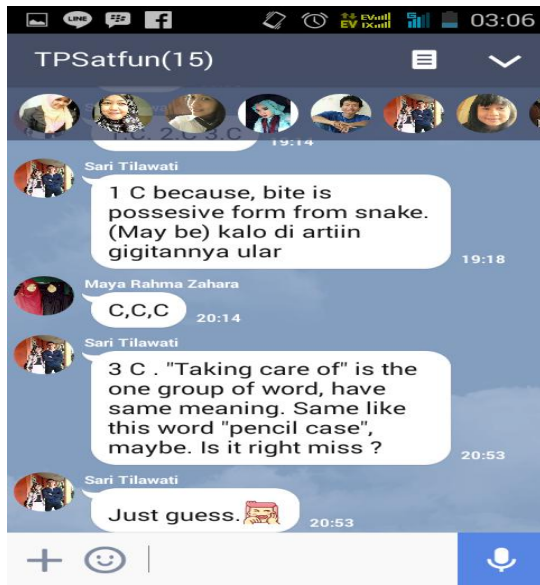 LINE
EV
EV
03:06
TPSatfun(15)
1.C. 2.C 3.C
19:14
Sari Tilawati
1 C because, bite is
possesive form from snake.
(May be) kalo di artiin
gigitannya ular
19:18
Maya Rahma Zahara
C,C,C
20:14
Sari Tilawati
3 C . "Taking care of" is the
one group of word, have
same meaning. Same like
this word "pencil case",
maybe. Is it right miss ?
20:53
Sari Tilawati
Just guess.
20:53